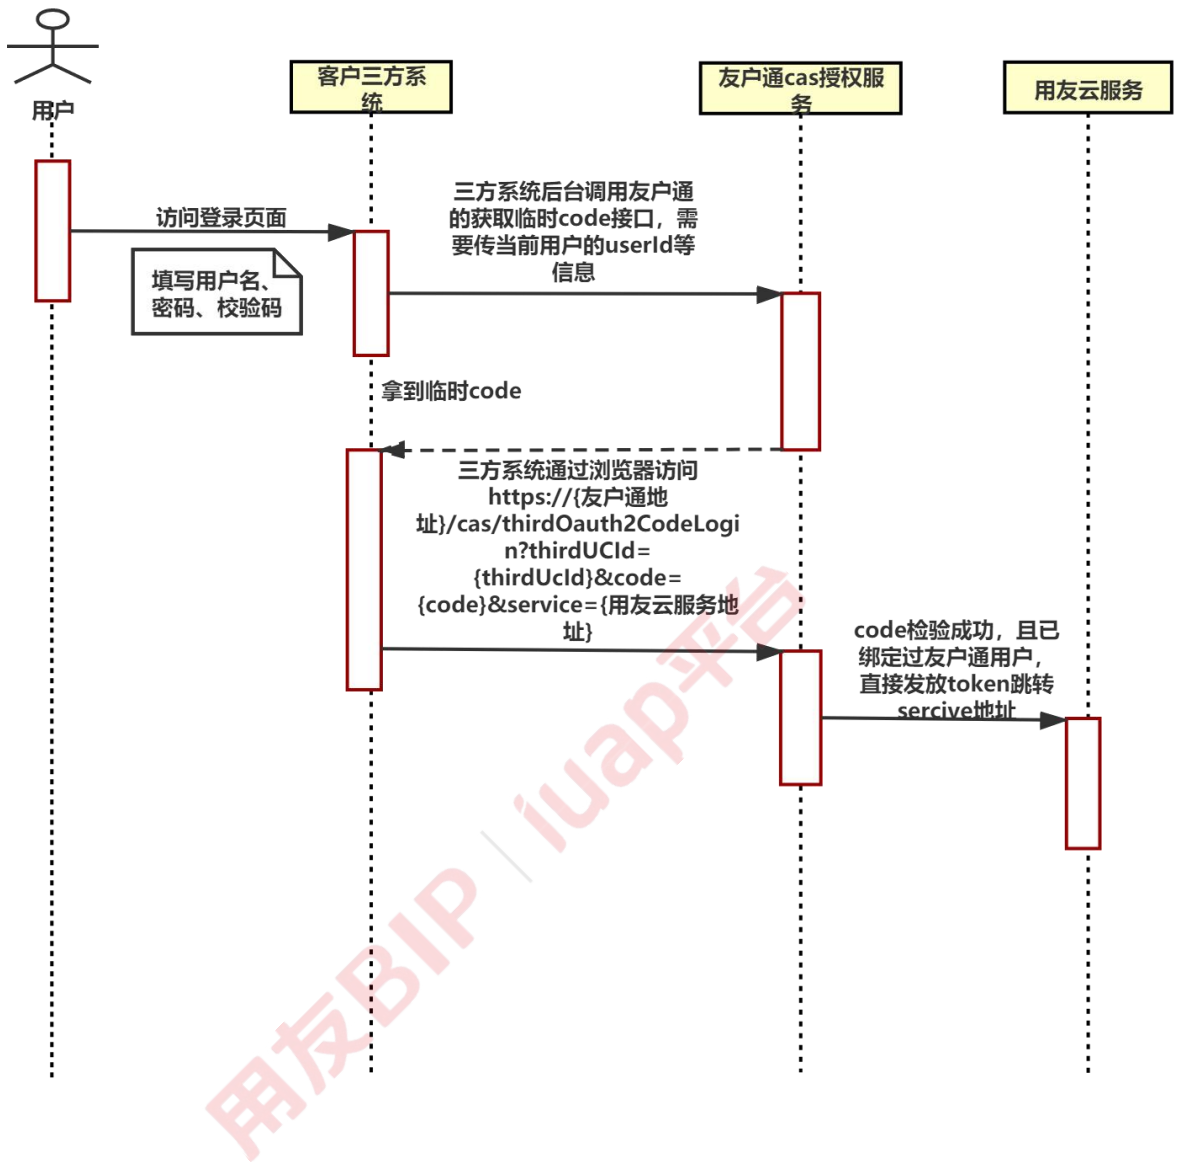 用户
客户三方系
统
友户通cas授权服
务
用友云服务
访问登录页面
填写用户名、
密码、校验码
三方系统后台调用友户通
的获取临时code接口，需
要传当前用户的userId等
信息
拿到临时code
三方系统通过浏览器访问
https://{友户通地
址}/cas/thirdOauth2CodeLogi
n?thirdUCId=
{thirdUcId}&code=
{code}&service={用友云服务地
址}
code检验成功，且已
绑定过友户通用户，
直接发放token跳转
sercive地址
用友BIP | iuap平台